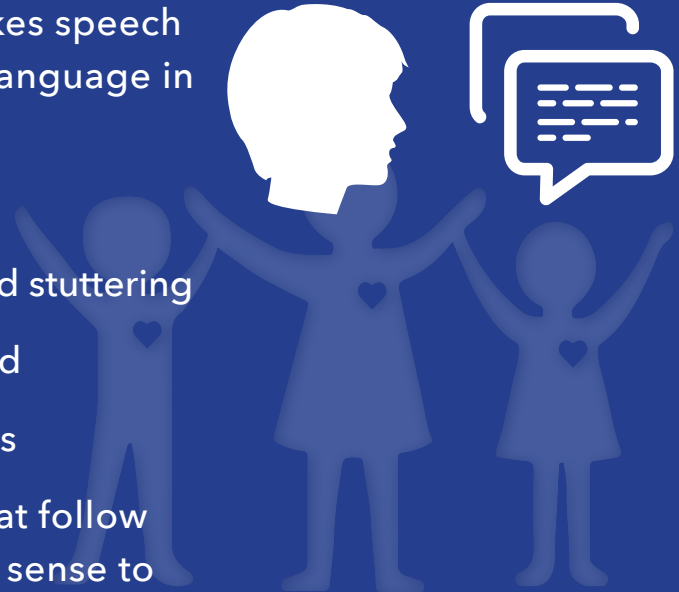 kes speech
anguage in
d stuttering
d
s
at follow
sense to